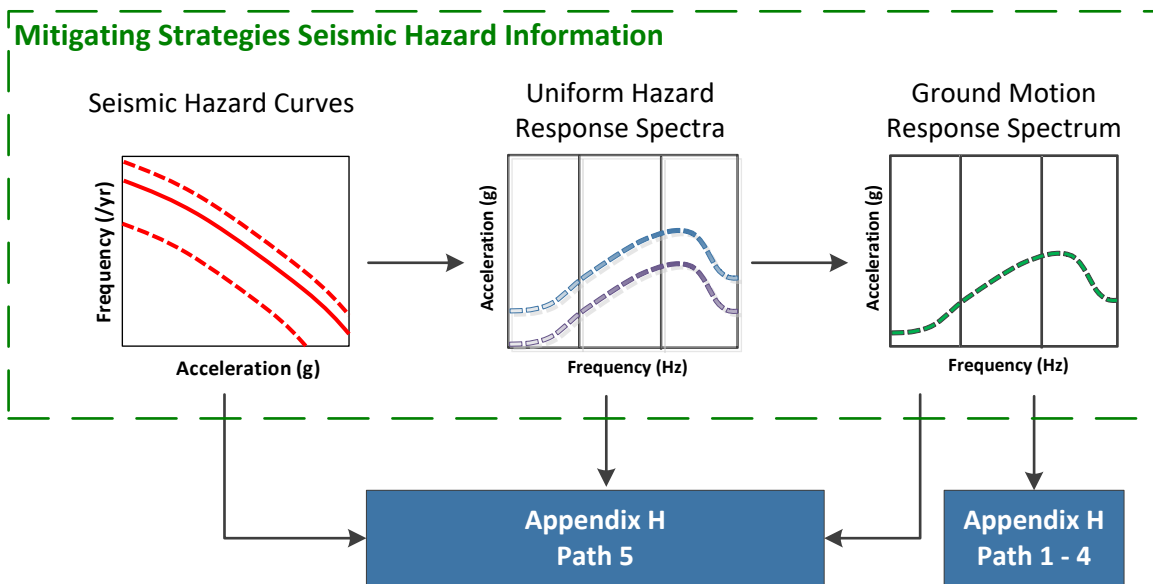 Mitigating Strategies Seismic Hazard Information
Seismic Hazard Curves
Frequency (/yr)
Acceleration (g)
Uniform Hazard
Response Spectra
Acceleration (g)
Frequency (Hz)
Ground Motion
Response Spectrum
Acceleration (g)
Frequency (Hz)
Appendix H
Path 5
Appendix H
Path 1 - 4